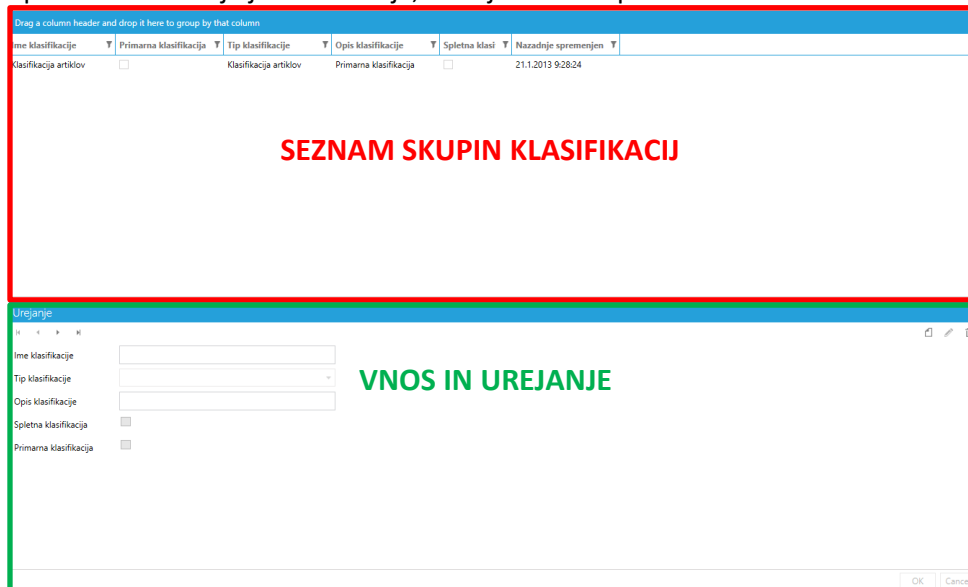 Drag a column header and drop it here to group by that column
Ime klasifikacije Primarna klasifikacija Tip klasifikacije Opis klasifikacije Spletna klasi Nazadnje spremenjen
Klasifikacija artiklov Klasifikacija artiklov Primarna klasifikacija 21.1.2013 9:28:24
SEZNAM SKUPIN KLASIFIKACIJ
Urejanje
Ime klasifikacije
Tip klasifikacije
VNOS IN UREJANJE
Opis klasifikacije
Spletna klasifikacija
Primarna klasifikacija
OK Cance